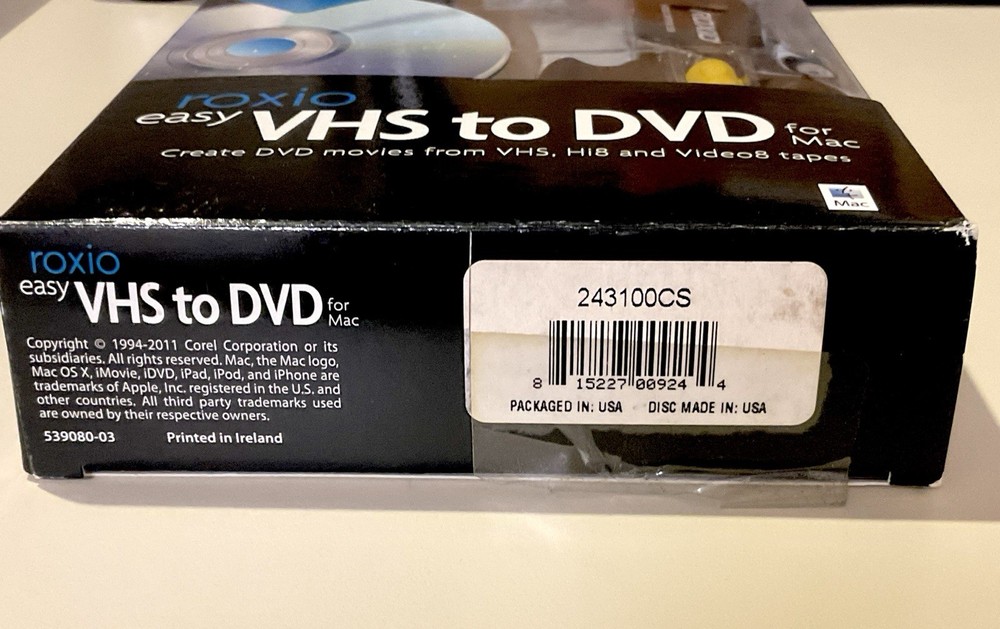 roxio
easy VHS to DVD for Mac
Create DVD movies from VHS, Hi8 and Video8 tapes
Mac
roxio
easy VHS to DVD for Mac
Copyright © 1994-2011 Corel Corporation or its
subsidiaries. All rights reserved. Mac, the Mac logo,
Mac OS X, iMovie, iDVD, iPad, iPod, and iPhone are
trademarks of Apple, Inc. registered in the U.S. and
other countries. All third party trademarks used
are owned by their respective owners.
539080-03 Printed in Ireland
243100CS
8 15227 00924 4
PACKAGED IN: USA DISC MADE IN: USA